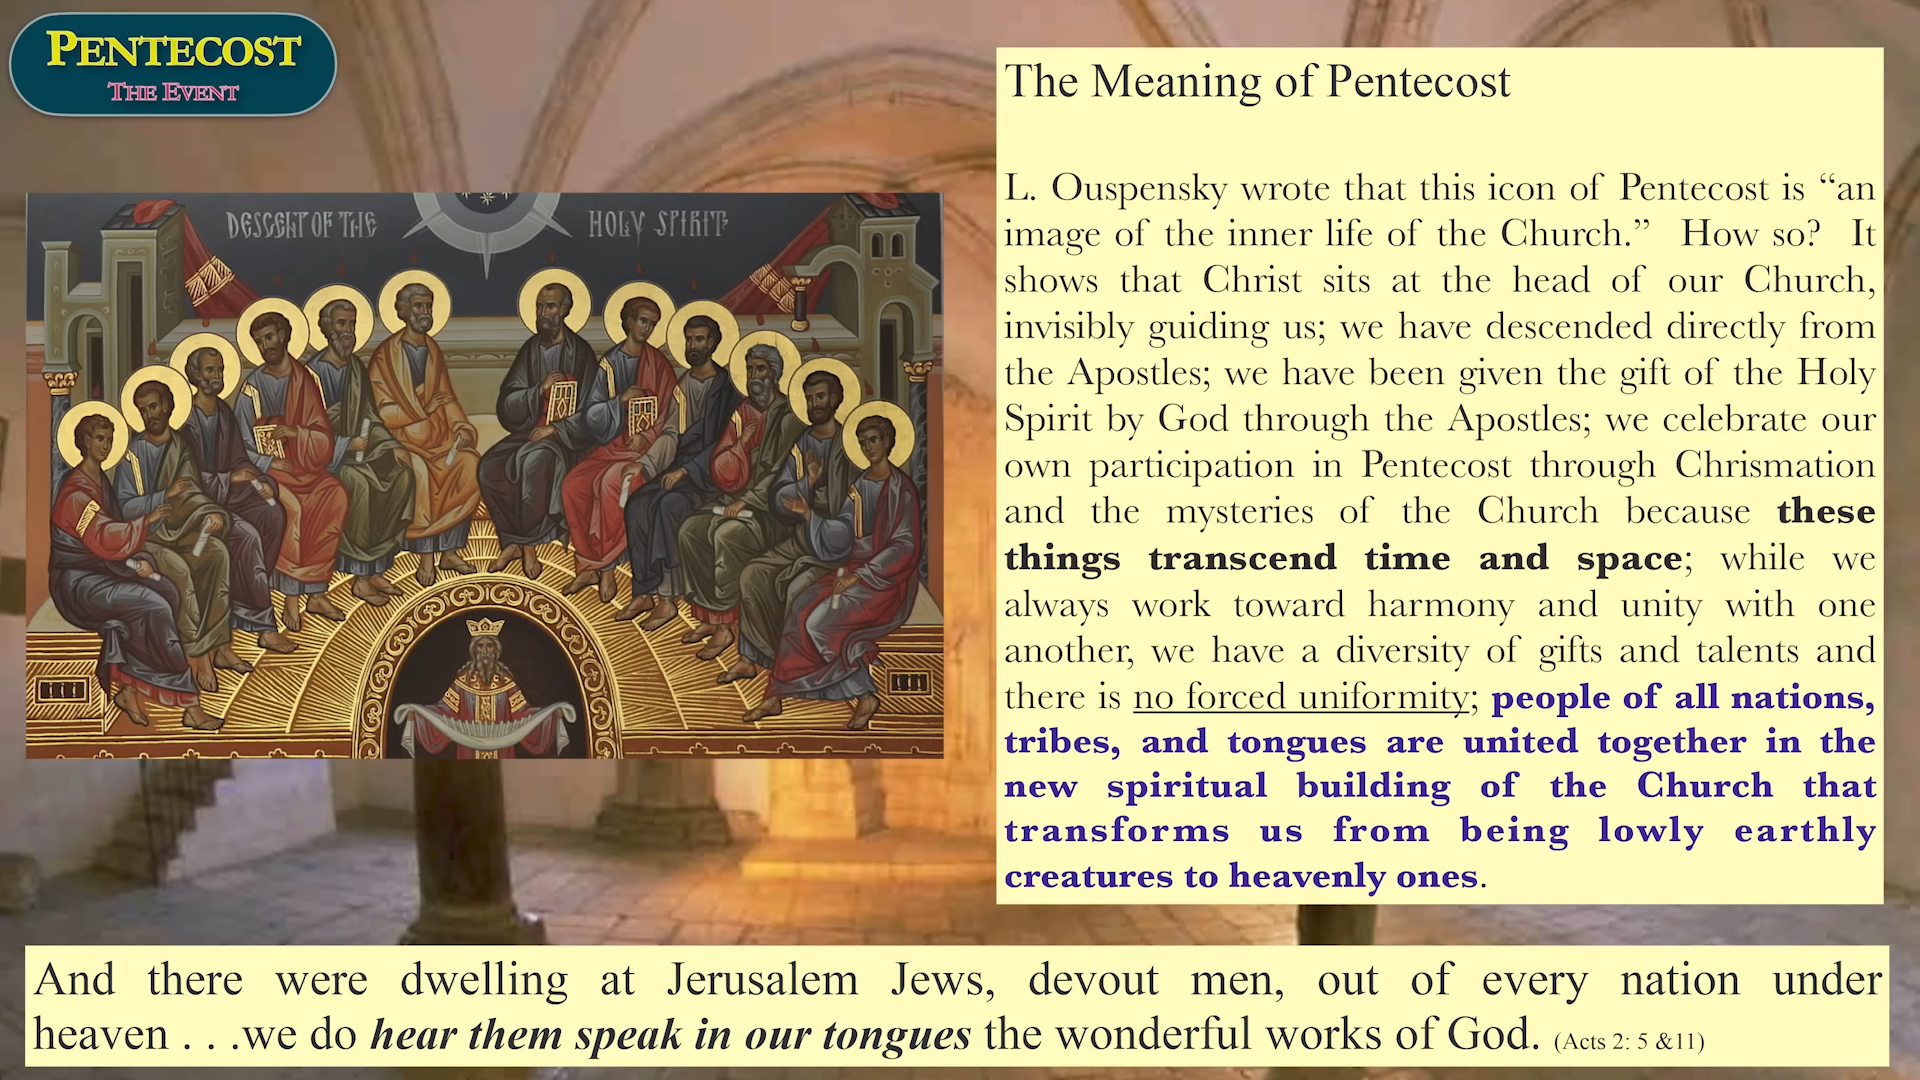 PENTECOST
THE EVENT
DESCENT OF THE HOLY SPIRIT
The Meaning of Pentecost
L. Ouspensky wrote that this icon of Pentecost is “an
image of the inner life of the Church.” How so? It
shows that Christ sits at the head of our Church,
invisibly guiding us; we have descended directly from
the Apostles; we have been given the gift of the Holy
Spirit by God through the Apostles; we celebrate our
own participation in Pentecost through Chrismation
and the mysteries of the Church because these
things transcend time and space; while we
always work toward harmony and unity with one
another, we have a diversity of gifts and talents and
there is no forced uniformity; people of all nations,
tribes, and tongues are united together in the
new spiritual building of the Church that
transforms us from being lowly earthly
creatures to heavenly ones.
And there were dwelling at Jerusalem Jews, devout men, out of every nation under
heaven . . .we do hear them speak in our tongues the wonderful works of God. (Acts 2: 5 &11)